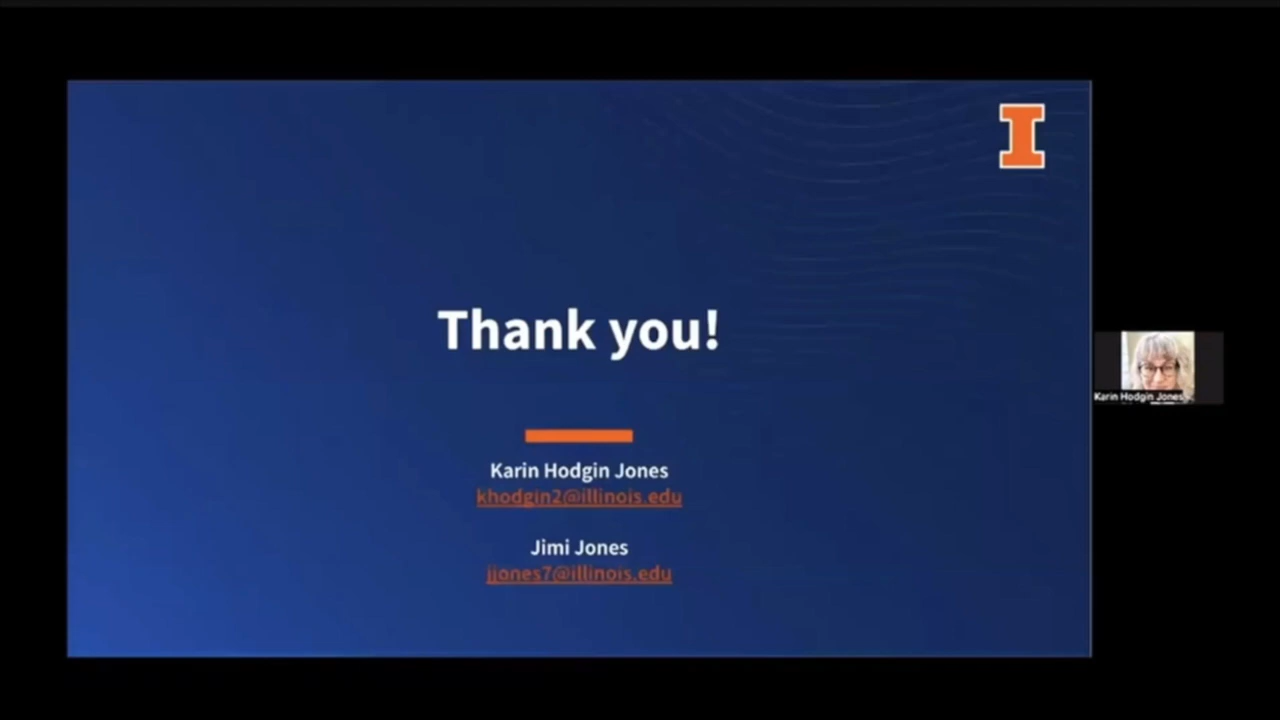 I
Thank you!
Karin Hodgin Jones
khodgin2@illinois.edu
Jimi Jones
jjones7@illinois.edu
Karin Hodgin Jones